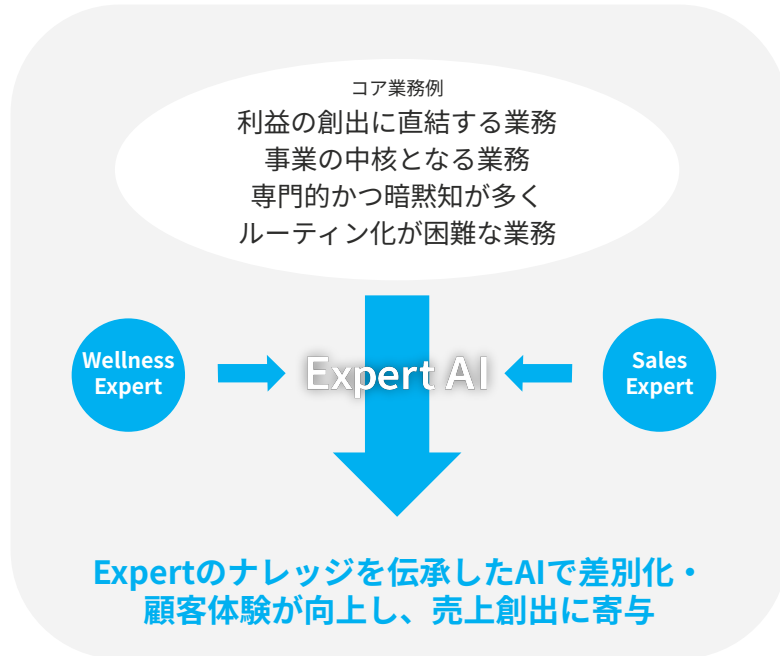 コア業務例
利益の創出に直結する業務
事業の中核となる業務
専門的かつ暗黙知が多く
ルーティン化が困難な業務
Wellness
Expert
Expert AI
Sales
Expert
Expertのナレッジを伝承したAIで差別化・
顧客体験が向上し、売上創出に寄与